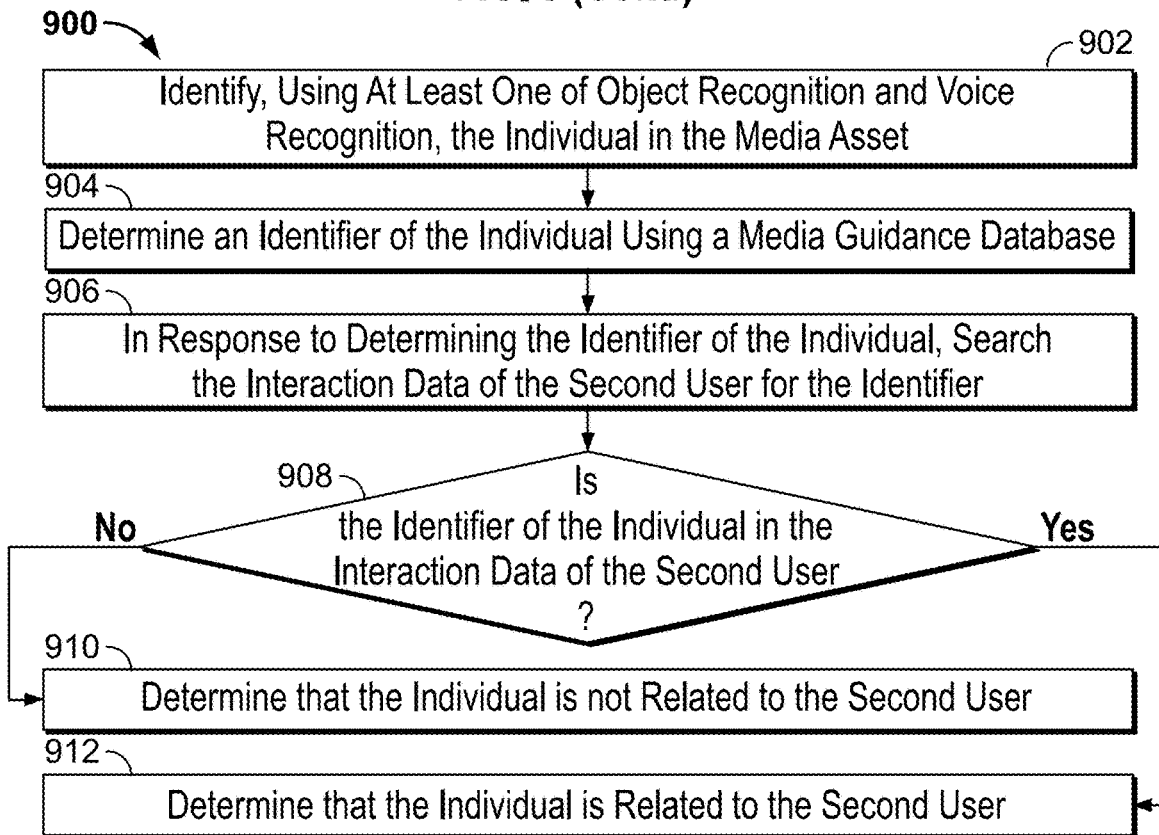 900
902
Identify, Using At Least One of Object Recognition and Voice
Recognition, the Individual in the Media Asset
904
Determine an Identifier of the Individual Using a Media Guidance Database
906
In Response to Determining the Identifier of the Individual, Search
the Interaction Data of the Second User for the Identifier
908
Is
the Identifier of the Individual in the
Interaction Data of the Second User
?
No
Yes
910
Determine that the Individual is not Related to the Second User
912
Determine that the Individual is Related to the Second User